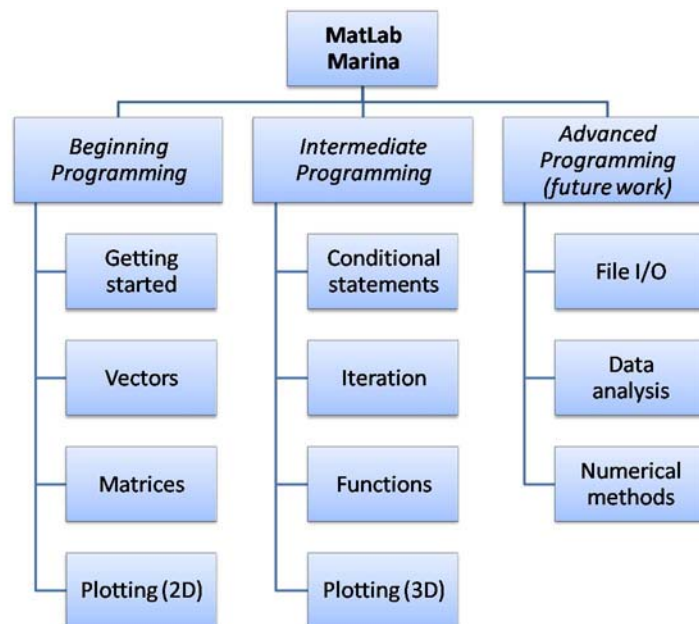 MatLab
Marina
Beginning
Programming
Getting
started
Vectors
Matrices
Plotting (2D)
Intermediate
Programming
Conditional
statements
Iteration
Functions
Plotting (3D)
Advanced
Programming
(future work)
File I/O
Data
analysis
Numerical
methods